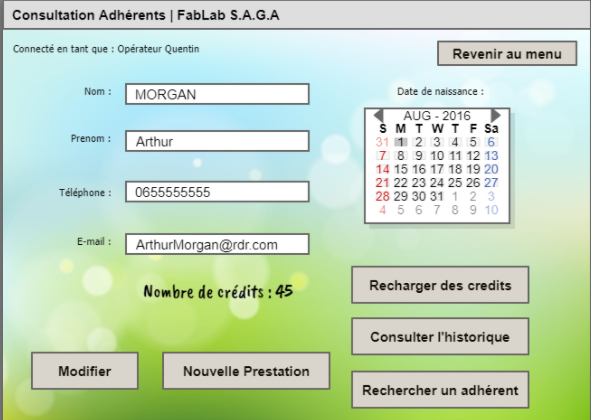 Consultation Adhérents | FabLab S.A.G.A
Connecté en tant que : Opérateur Quentin
Revenir au menu
Nom :
MORGAN
Prenom :
Arthur
Téléphone :
0655555555
E-mail :
ArthurMorgan@rdr.com
Nombre de crédits : 45
Date de naissance :
AUG - 2016
S M T W T F Sa
31 1 2 3 4 5 6
7 8 9 10 11 12 13
14 15 16 17 18 19 20
21 22 23 24 25 26 27
28 29 30 31 1 2 3
4 5 6 7 8 9 10
Recharger des credits
Consulter l'historique
Rechercher un adhérent
Modifier
Nouvelle Prestation